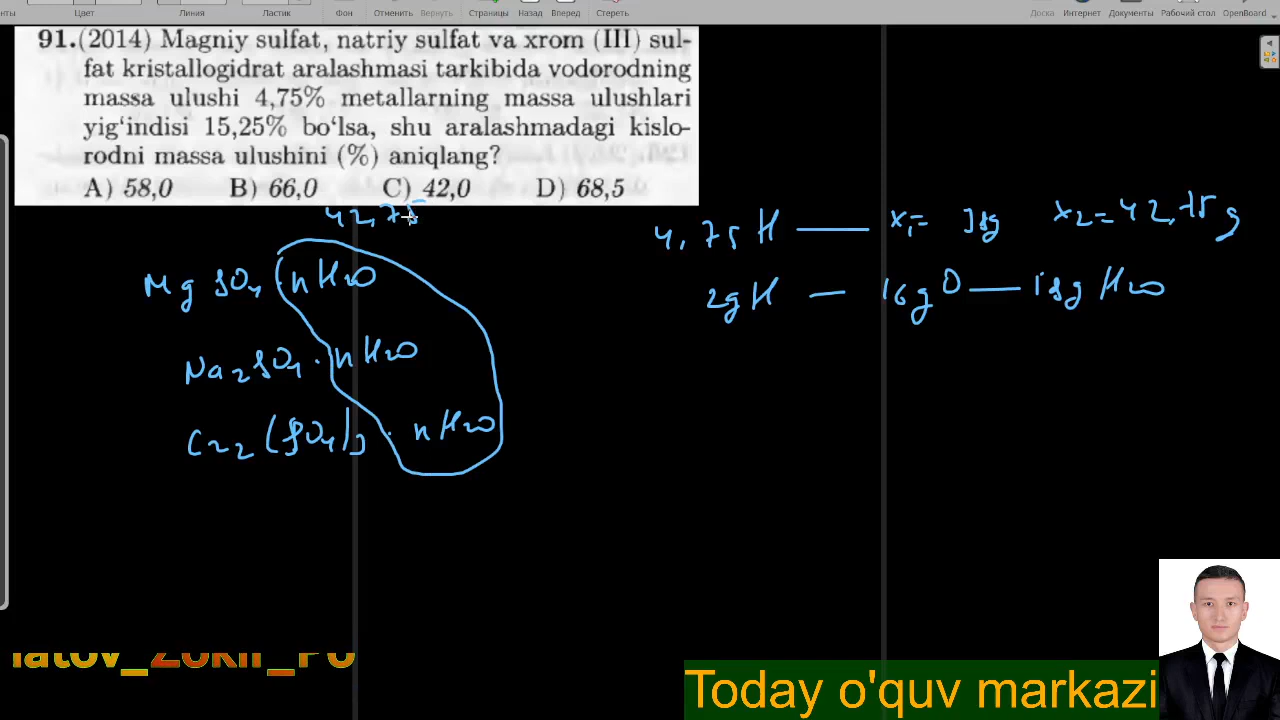 нты
Цвет
Линия
Ластик
Фон
Отменить
Вернуть
Страницы
Назад
Вперед
Стереть
Доска
Интернет
Документы
Рабочий стол
OpenBoard
91.(2014) Magniy sulfat, natriy sulfat va xrom (III) sul-
fat kristallogidrat aralashmasi tarkibida vodorodning
massa ulushi 4,75% metallarning massa ulushlari
yig‘indisi 15,25% bo‘lsa, shu aralashmadagi kislo-
rodni massa ulushini (%) aniqlang?
A) 58,0 B) 66,0 C) 42,0 D) 68,5
42,75
4,75 H — x₁= 38g x₂=42,75 g
MgSO₄ · nH₂O
2g H — 16g O — 18g H₂O
Na₂SO₄ · nH₂O
Cr₂(SO₄)₃ · nH₂O
Today o'quv markazi